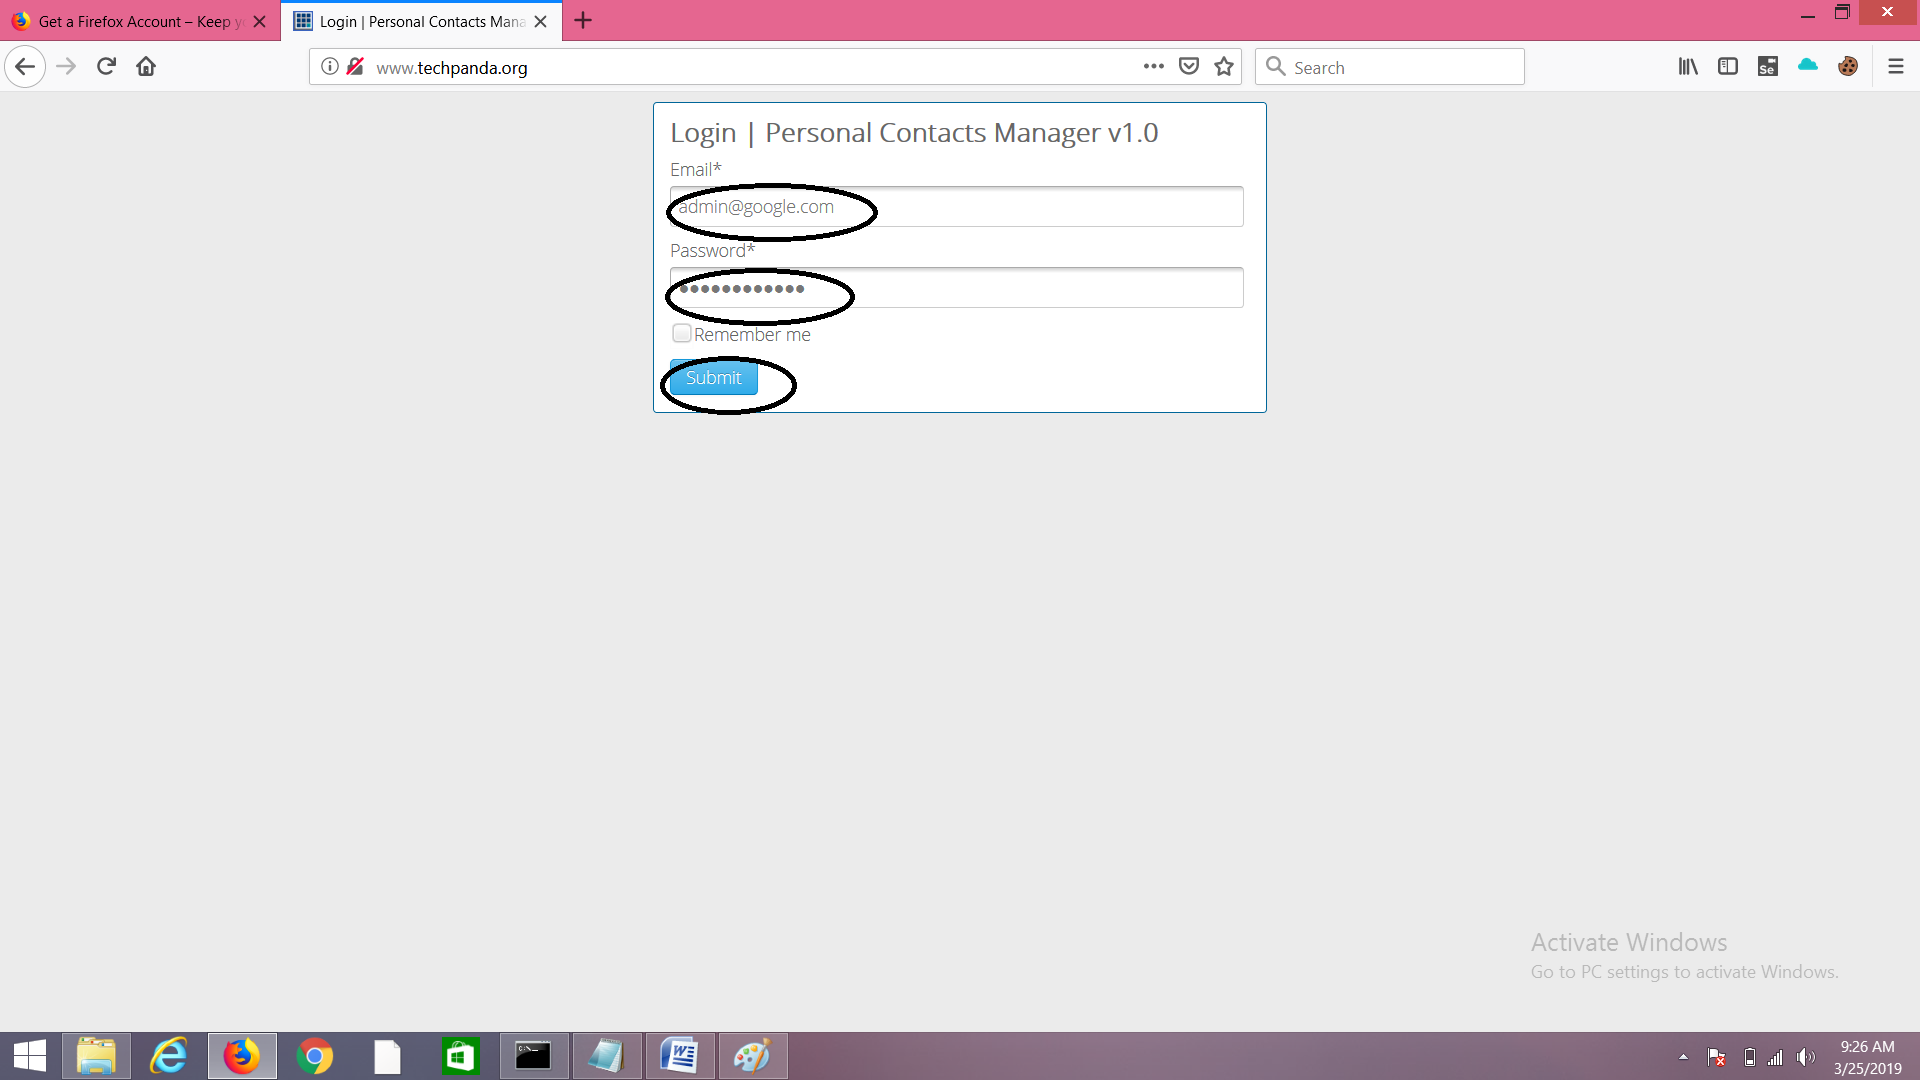 Get a Firefox Account – Keep y
Login | Personal Contacts Mana
www.techpanda.org
Search
Se
Login | Personal Contacts Manager v1.0
Email*
admin@google.com
Password*
Remember me
Submit
Activate Windows
Go to PC settings to activate Windows.
9:26 AM
3/25/2019